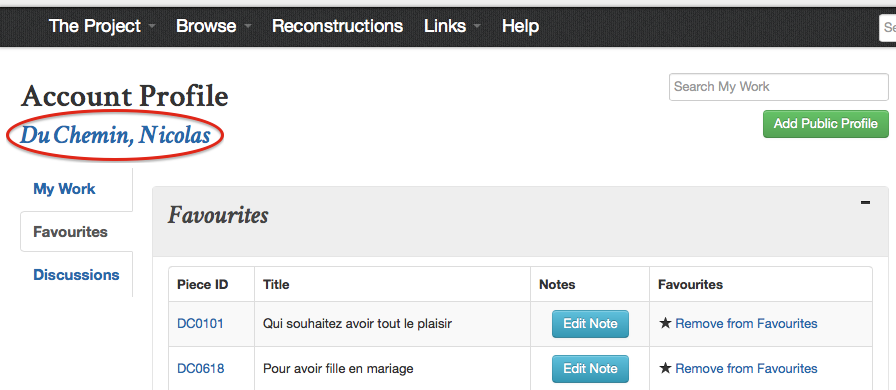 The Project Browse Reconstructions Links Help Se
Account Profile
Search My Work
Du Chemin, Nicolas
Add Public Profile
My Work
Favourites
Discussions
Favourites
Piece ID Title Notes Favourites
DC0101 Qui souhaitez avoir tout le plaisir Edit Note ★ Remove from Favourites
DC0618 Pour avoir fille en mariage Edit Note ★ Remove from Favourites